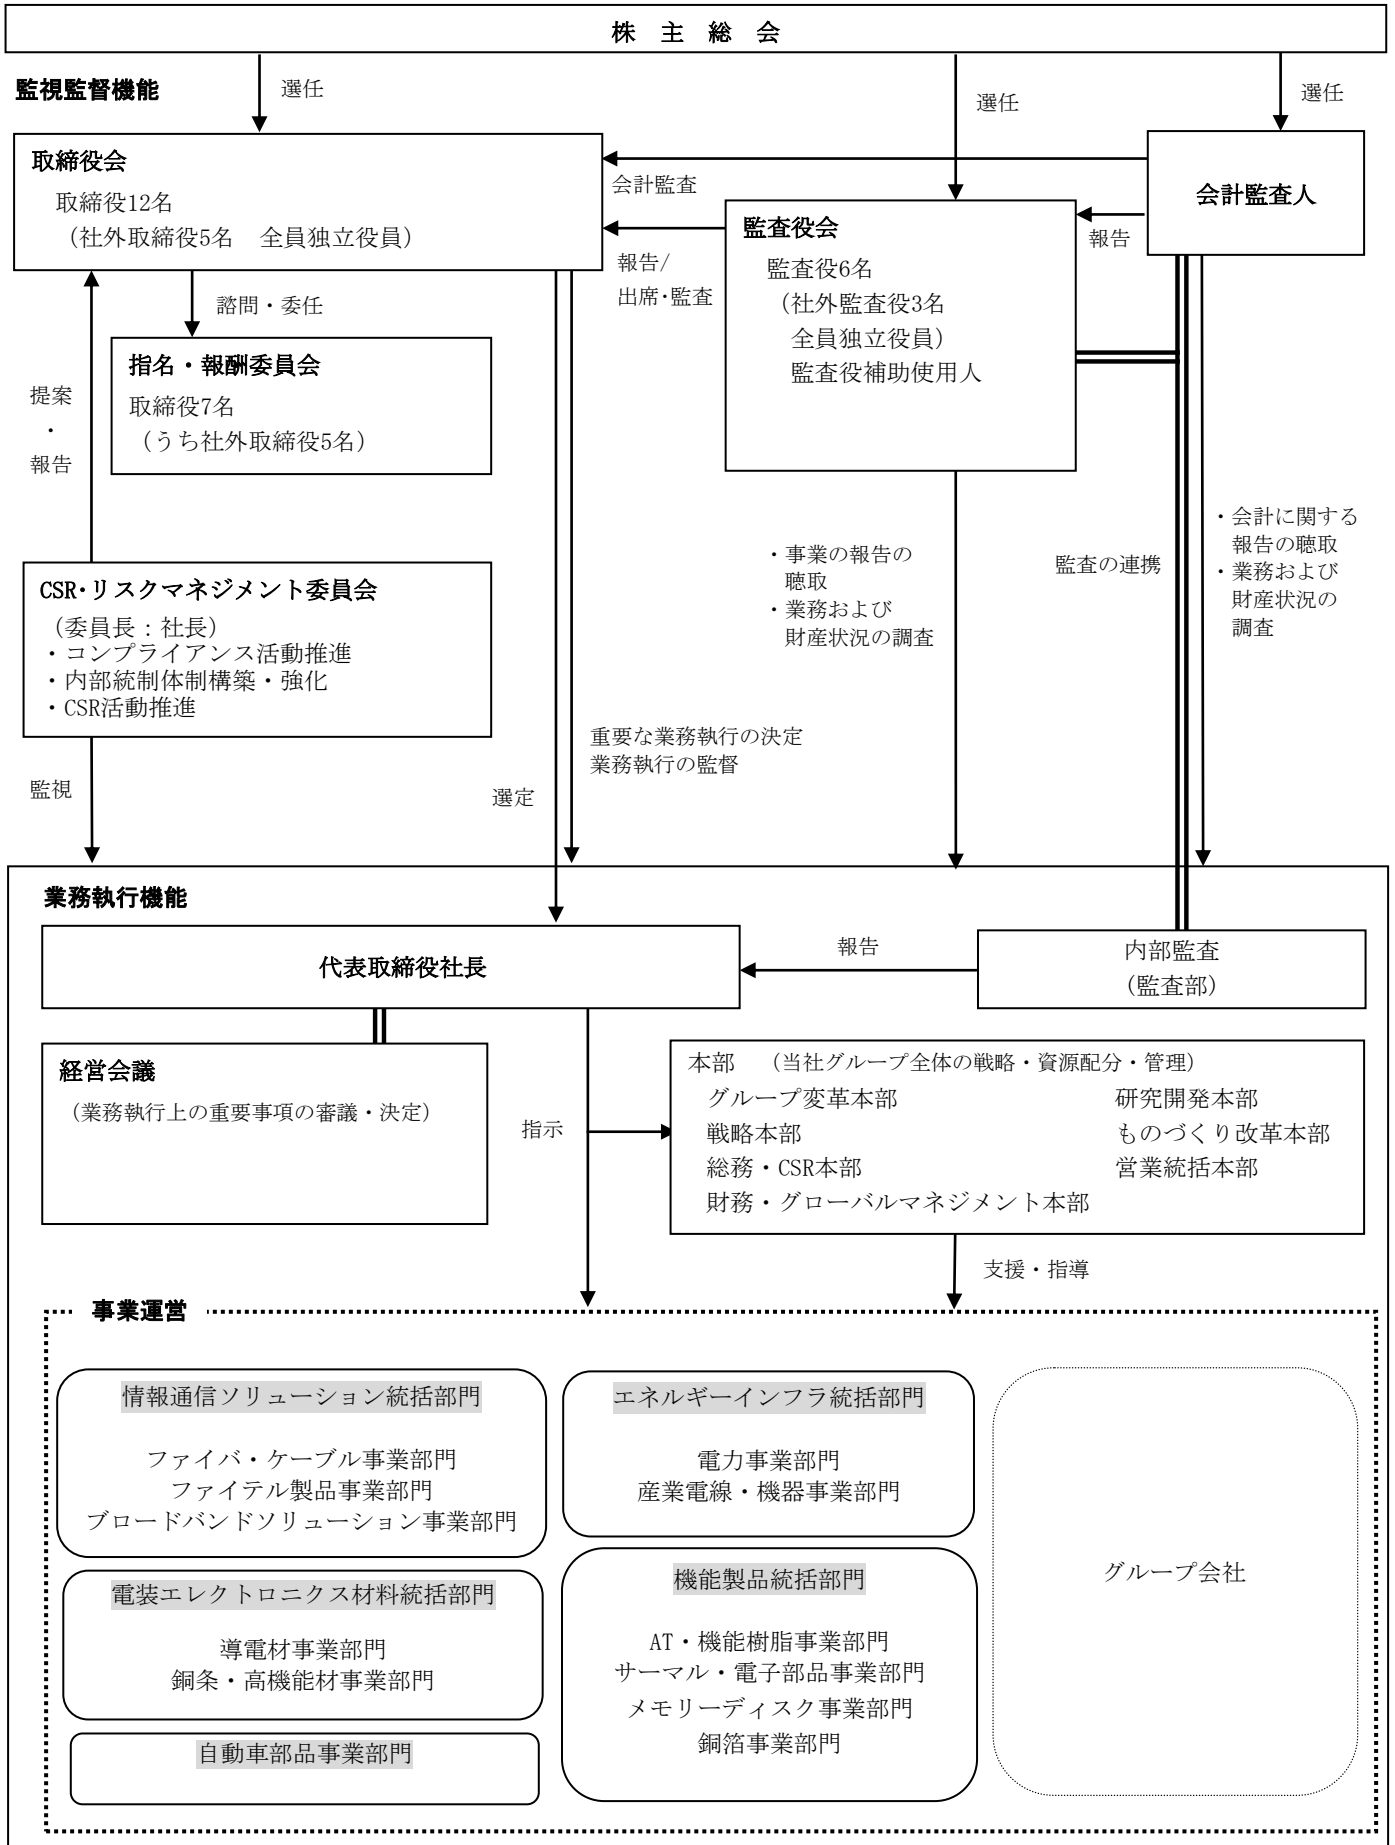 株 主 総 会
監視監督機能
選任
選任
選任
取締役会
取締役12名
（社外取締役5名 全員独立役員）
会計監査
会計監査人
報告
監査役会
監査役6名
（社外監査役3名
全員独立役員）
監査役補助使用人
報告/
出席・監査
諮問・委任
指名・報酬委員会
取締役7名
（うち社外取締役5名）
提案
・
報告
CSR・リスクマネジメント委員会
（委員長：社長）
・コンプライアンス活動推進
・内部統制体制構築・強化
・CSR活動推進
監視
選定
重要な業務執行の決定
業務執行の監督
・事業の報告の
聴取
・業務および
財産状況の調査
監査の連携
・会計に関する
報告の聴取
・業務および
財産状況の
調査
業務執行機能
代表取締役社長
報告
内部監査
（監査部）
経営会議
（業務執行上の重要事項の審議・決定）
指示
本部 （当社グループ全体の戦略・資源配分・管理）
グループ変革本部 研究開発本部
戦略本部 ものづくり改革本部
総務・CSR本部 営業統括本部
財務・グローバルマネジメント本部
支援・指導
事業運営
情報通信ソリューション統括部門
ファイバ・ケーブル事業部門
ファイテル製品事業部門
ブロードバンドソリューション事業部門
エネルギーインフラ統括部門
電力事業部門
産業電線・機器事業部門
電装エレクトロニクス材料統括部門
導電材事業部門
銅条・高機能材事業部門
機能製品統括部門
AT・機能樹脂事業部門
サーマル・電子部品事業部門
メモリーディスク事業部門
銅箔事業部門
自動車部品事業部門
グループ会社